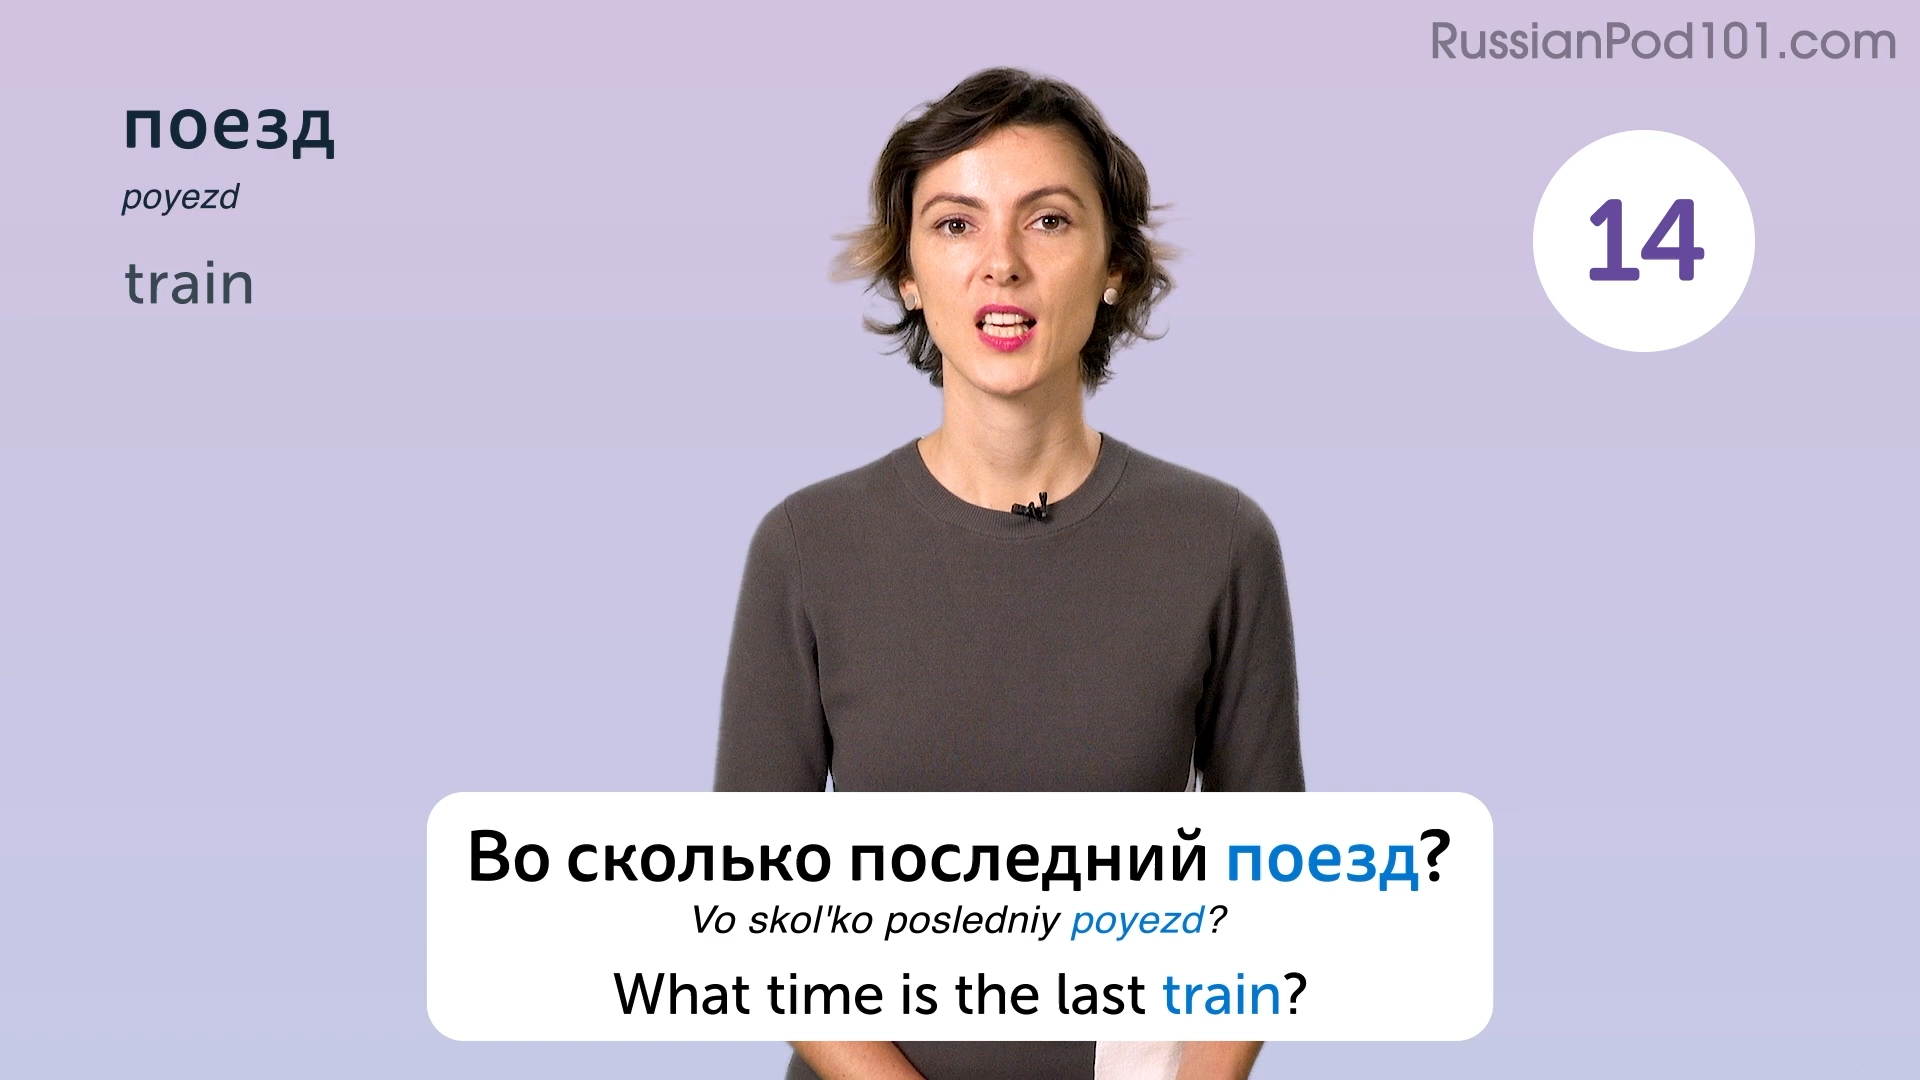 RussianPod101.com
поезд
poyezd
train
14
Во сколько последний поезд?
Vo skol'ko posledniy poyezd?
What time is the last train?